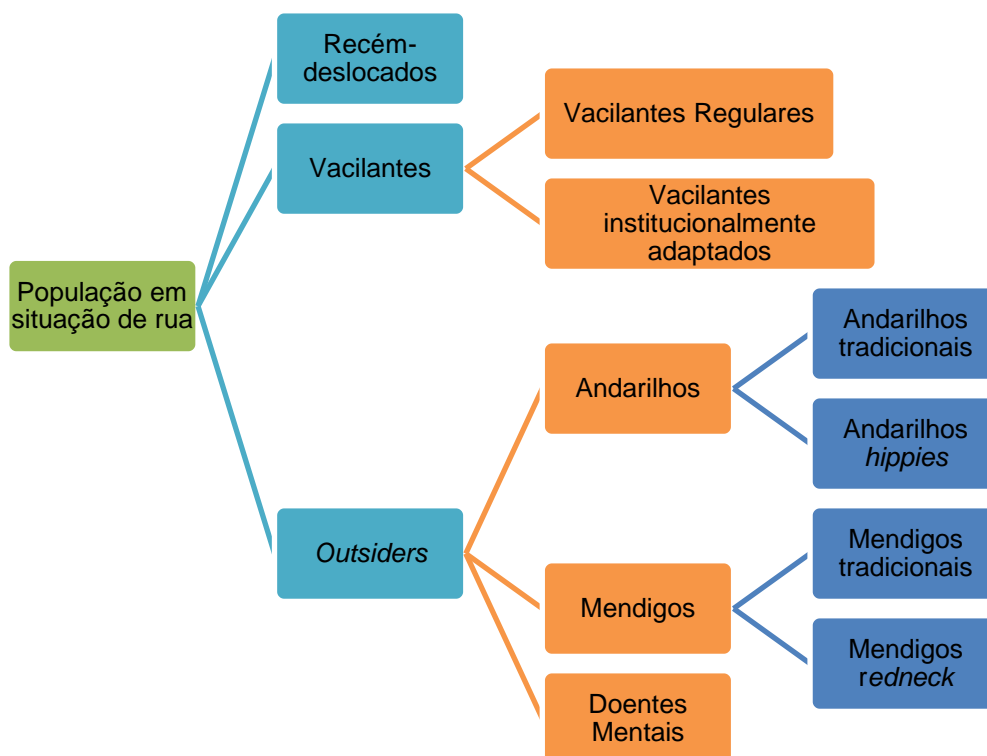 Recém-
deslocados
Vacilantes Regulares
Vacilantes
Vacilantes
institucionalmente
adaptados
População em
situação de rua
Andarilhos
tradicionais
Andarilhos
Andarilhos
hippies
Outsiders
Mendigos
tradicionais
Mendigos
Mendigos
redneck
Doentes
Mentais